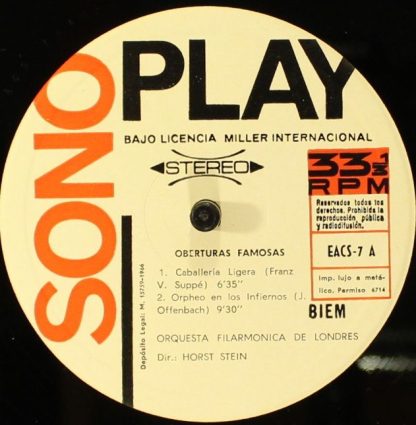 SONO
PLAY
BAJO LICENCIA MILLER INTERNACIONAL
STEREO
33⅓
RPM
Reservados todos los
derechos. Prohibida la
reproducción, pública
y radiodifusión.
EACS-7 A
Imp. lujo a metá-
lico. Permiso 6714
BIEM
OBERTURAS FAMOSAS
1. Caballería Ligera (Franz
V. Suppé) 6'35"
2. Orpheo en los Infiernos (J.
Offenbach) 9'30"
ORQUESTA FILARMONICA DE LONDRES
Dir.: HORST STEIN
Depósito Legal: M. 15759-1966